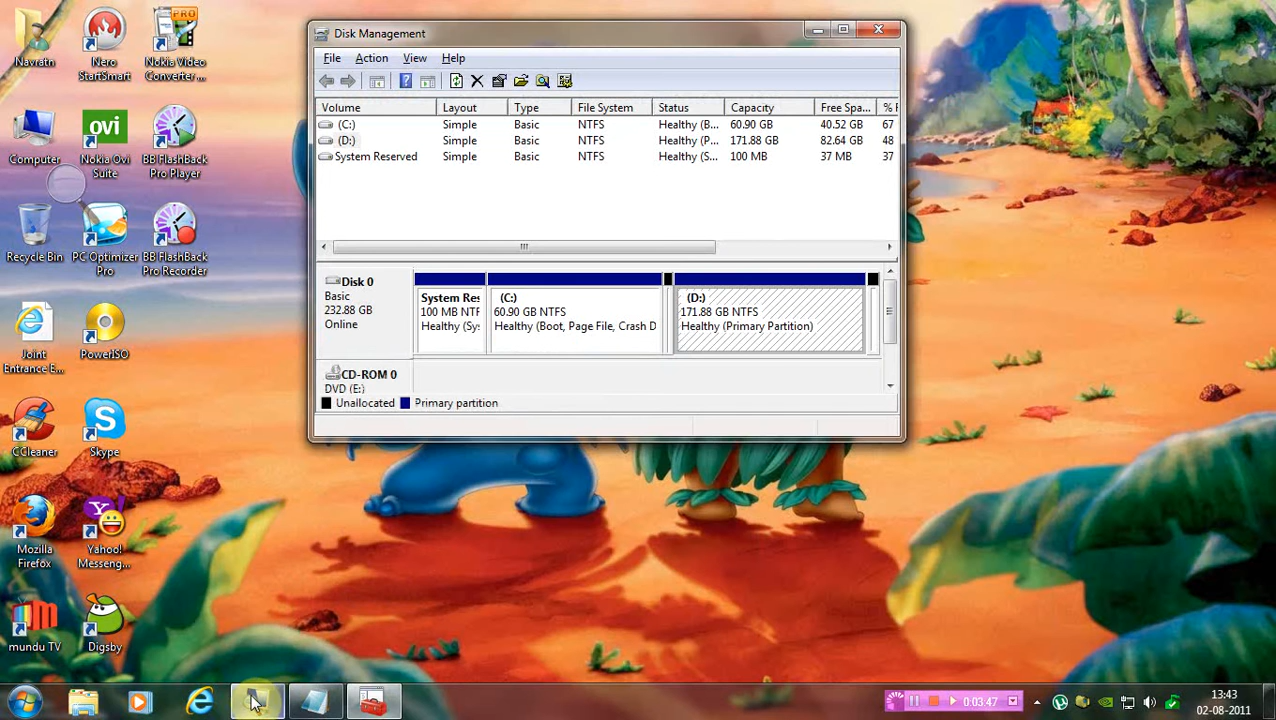 Disk Management
File Action View Help
Volume Layout Type File System Status Capacity Free Spa... % F
(C:) Simple Basic NTFS Healthy (B... 60.90 GB 40.52 GB 67
(D:) Simple Basic NTFS Healthy (P... 171.88 GB 82.64 GB 48
System Reserved Simple Basic NTFS Healthy (S... 100 MB 37 MB 37
Disk 0
Basic
232.88 GB
Online
System Res
100 MB NTF
Healthy (Sy:
(C:)
60.90 GB NTFS
Healthy (Boot, Page File, Crash D
(D:)
171.88 GB NTFS
Healthy (Primary Partition)
CD-ROM 0
DVD (E:)
Unallocated Primary partition
Navratn
Nero
StartSmart
PRO
Nokia Video
Converter ...
Computer
ovi
Nokia Ovi
Suite
BB FlashBack
Pro Player
Recycle Bin
PC Optimizer
Pro
BB FlashBack
Pro Recorder
Joint
Entrance E...
PowerISO
CCleaner
Skype
Mozilla
Firefox
Yahoo!
Messeng...
mundu TV
Digsby
0:03:47
13:43
02-08-2011